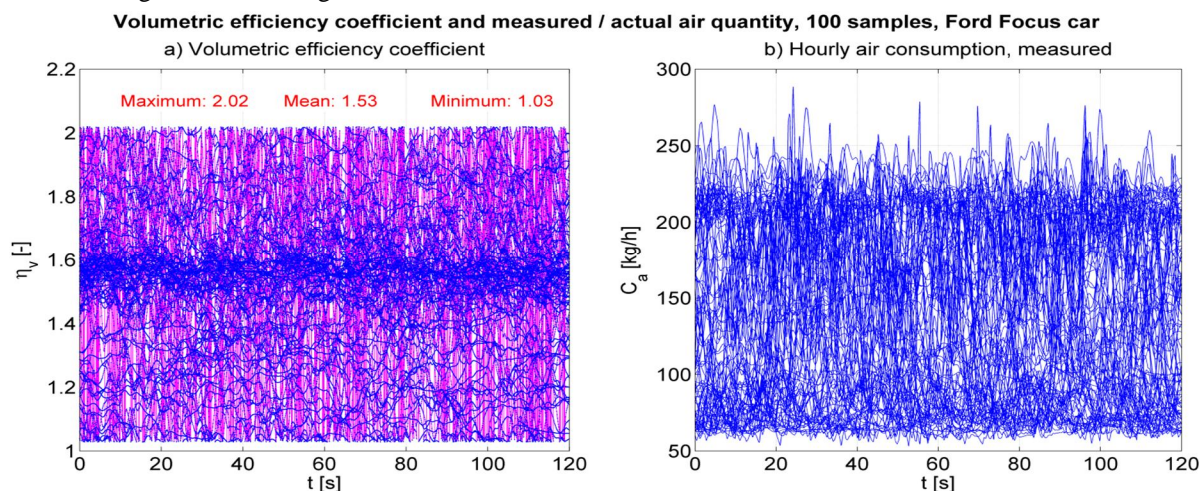 Volumetric efficiency coefficient and measured / actual air quantity, 100 samples, Ford Focus car
a) Volumetric efficiency coefficient
Maximum: 2.02 Mean: 1.53 Minimum: 1.03
2.2
2
1.8
1.6
1.4
1.2
1
ηv [-]
0 20 40 60 80 100 120
t [s]
b) Hourly air consumption, measured
300
250
200
150
100
50
Ca [kg/h]
0 20 40 60 80 100 120
t [s]